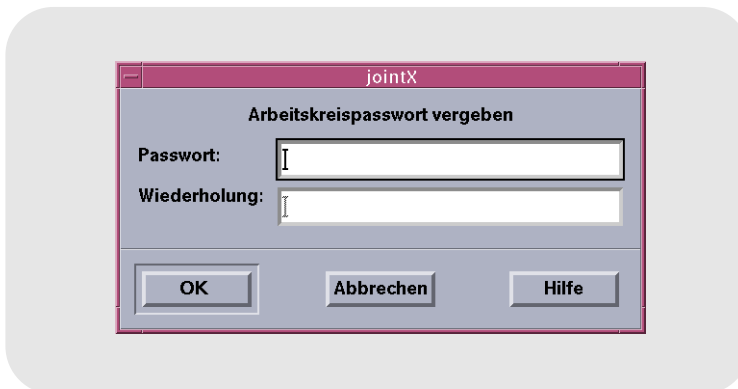 jointX
Arbeitskreispasswort vergeben
Passwort:
Wiederholung:
OK Abbrechen Hilfe